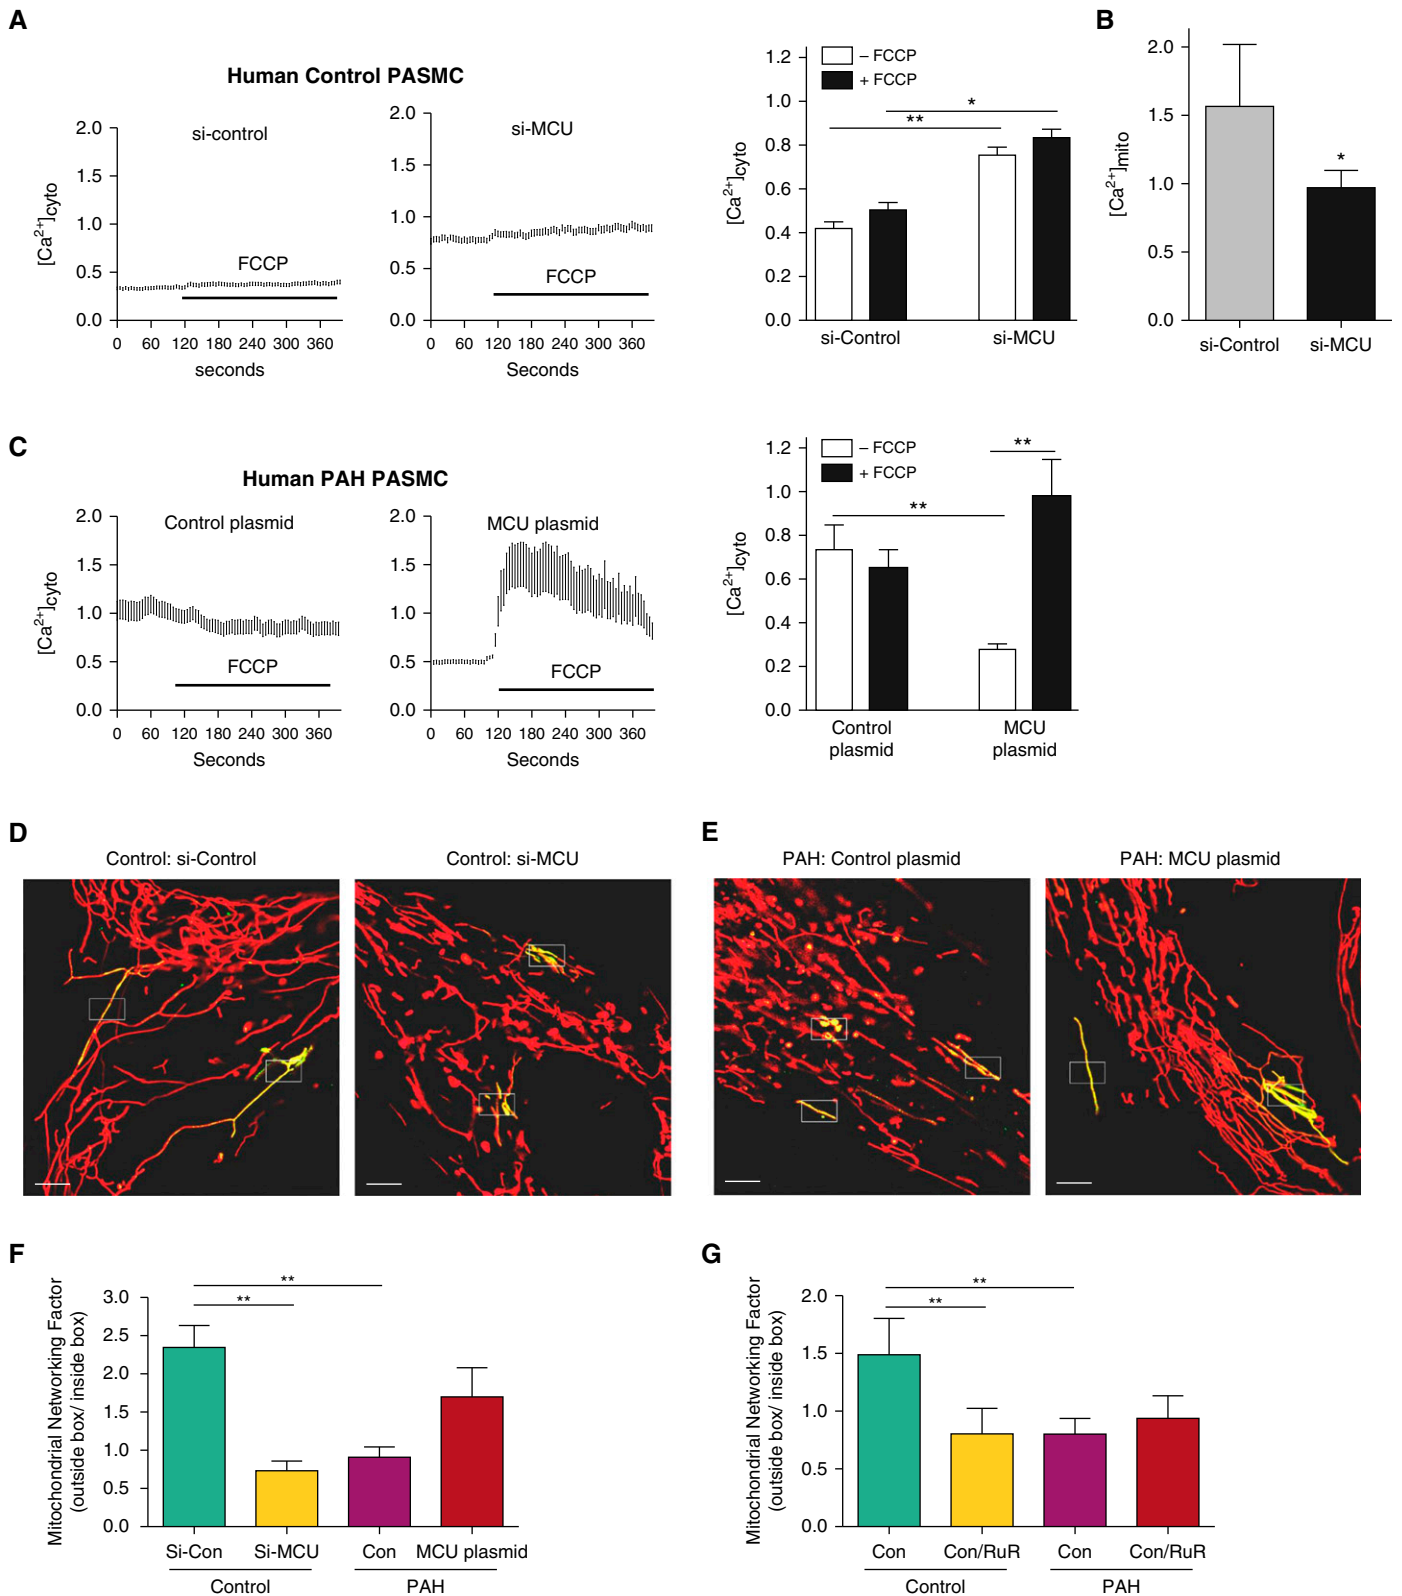 A
Human Control PASMC
si-control
[Ca2+]cyto
2.0
1.5
1.0
0.5
0.0
FCCP
0 60 120 180 240 300 360
seconds
si-MCU
2.0
1.5
1.0
0.5
0.0
FCCP
0 60 120 180 240 300 360
Seconds
[Ca2+]cyto
1.2
1.0
0.8
0.6
0.4
0.2
0.0
– FCCP
+ FCCP
*
**
si-Control si-MCU
B
[Ca2+]mito
2.0
1.5
1.0
0.5
0.0
*
si-Control si-MCU
C
Human PAH PASMC
Control plasmid
[Ca2+]cyto
2.0
1.5
1.0
0.5
0.0
FCCP
0 60 120 180 240 300 360
Seconds
MCU plasmid
2.0
1.5
1.0
0.5
0.0
FCCP
0 60 120 180 240 300 360
Seconds
[Ca2+]cyto
1.2
1.0
0.8
0.6
0.4
0.2
0.0
– FCCP
+ FCCP
**
**
Control
plasmid
MCU
plasmid
D
Control: si-Control
Control: si-MCU
E
PAH: Control plasmid
PAH: MCU plasmid
F
Mitochondrial Networking Factor
(outside box/ inside box)
3.0
2.5
2.0
1.5
1.0
0.5
0.0
**
**
Si-Con Si-MCU Con MCU plasmid
Control PAH
G
Mitochondrial Networking Factor
(outside box/ inside box)
2.0
1.5
1.0
0.5
0.0
**
**
Con Con/RuR Con Con/RuR
Control PAH